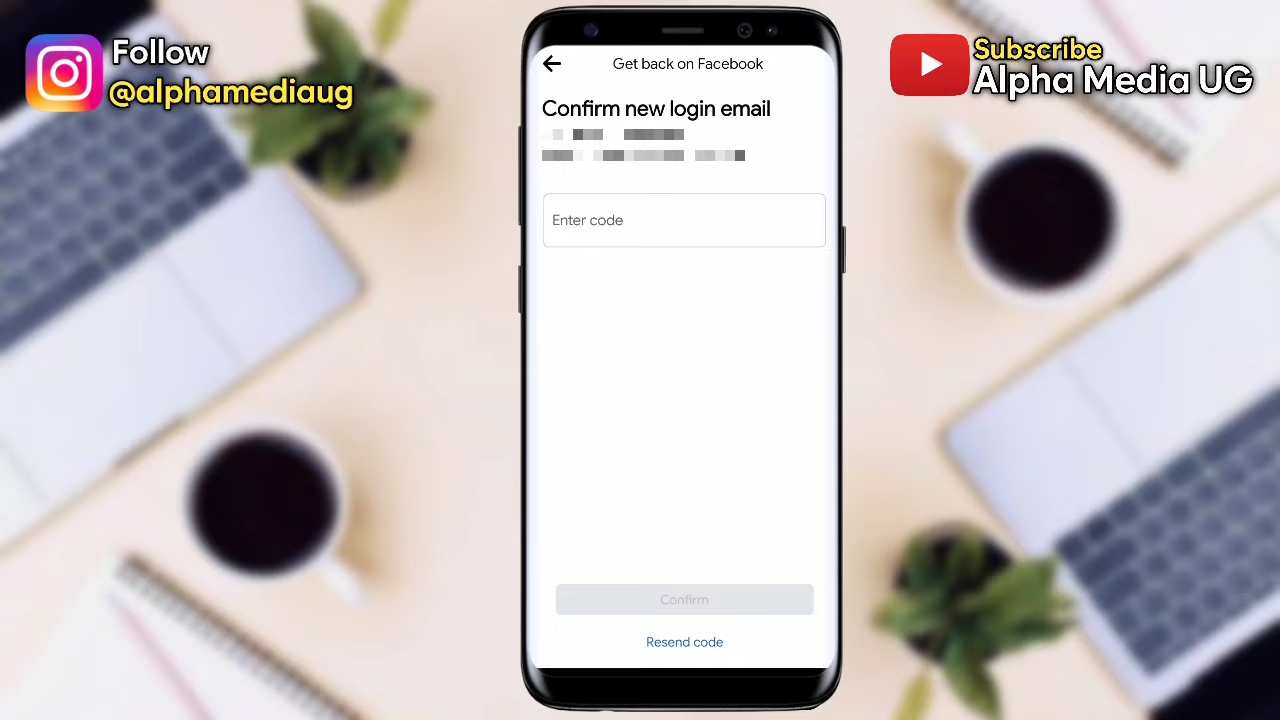 Follow
@alphamediaug
Subscribe
Alpha Media UG
Get back on Facebook
Confirm new login email
Enter code
Confirm
Resend code